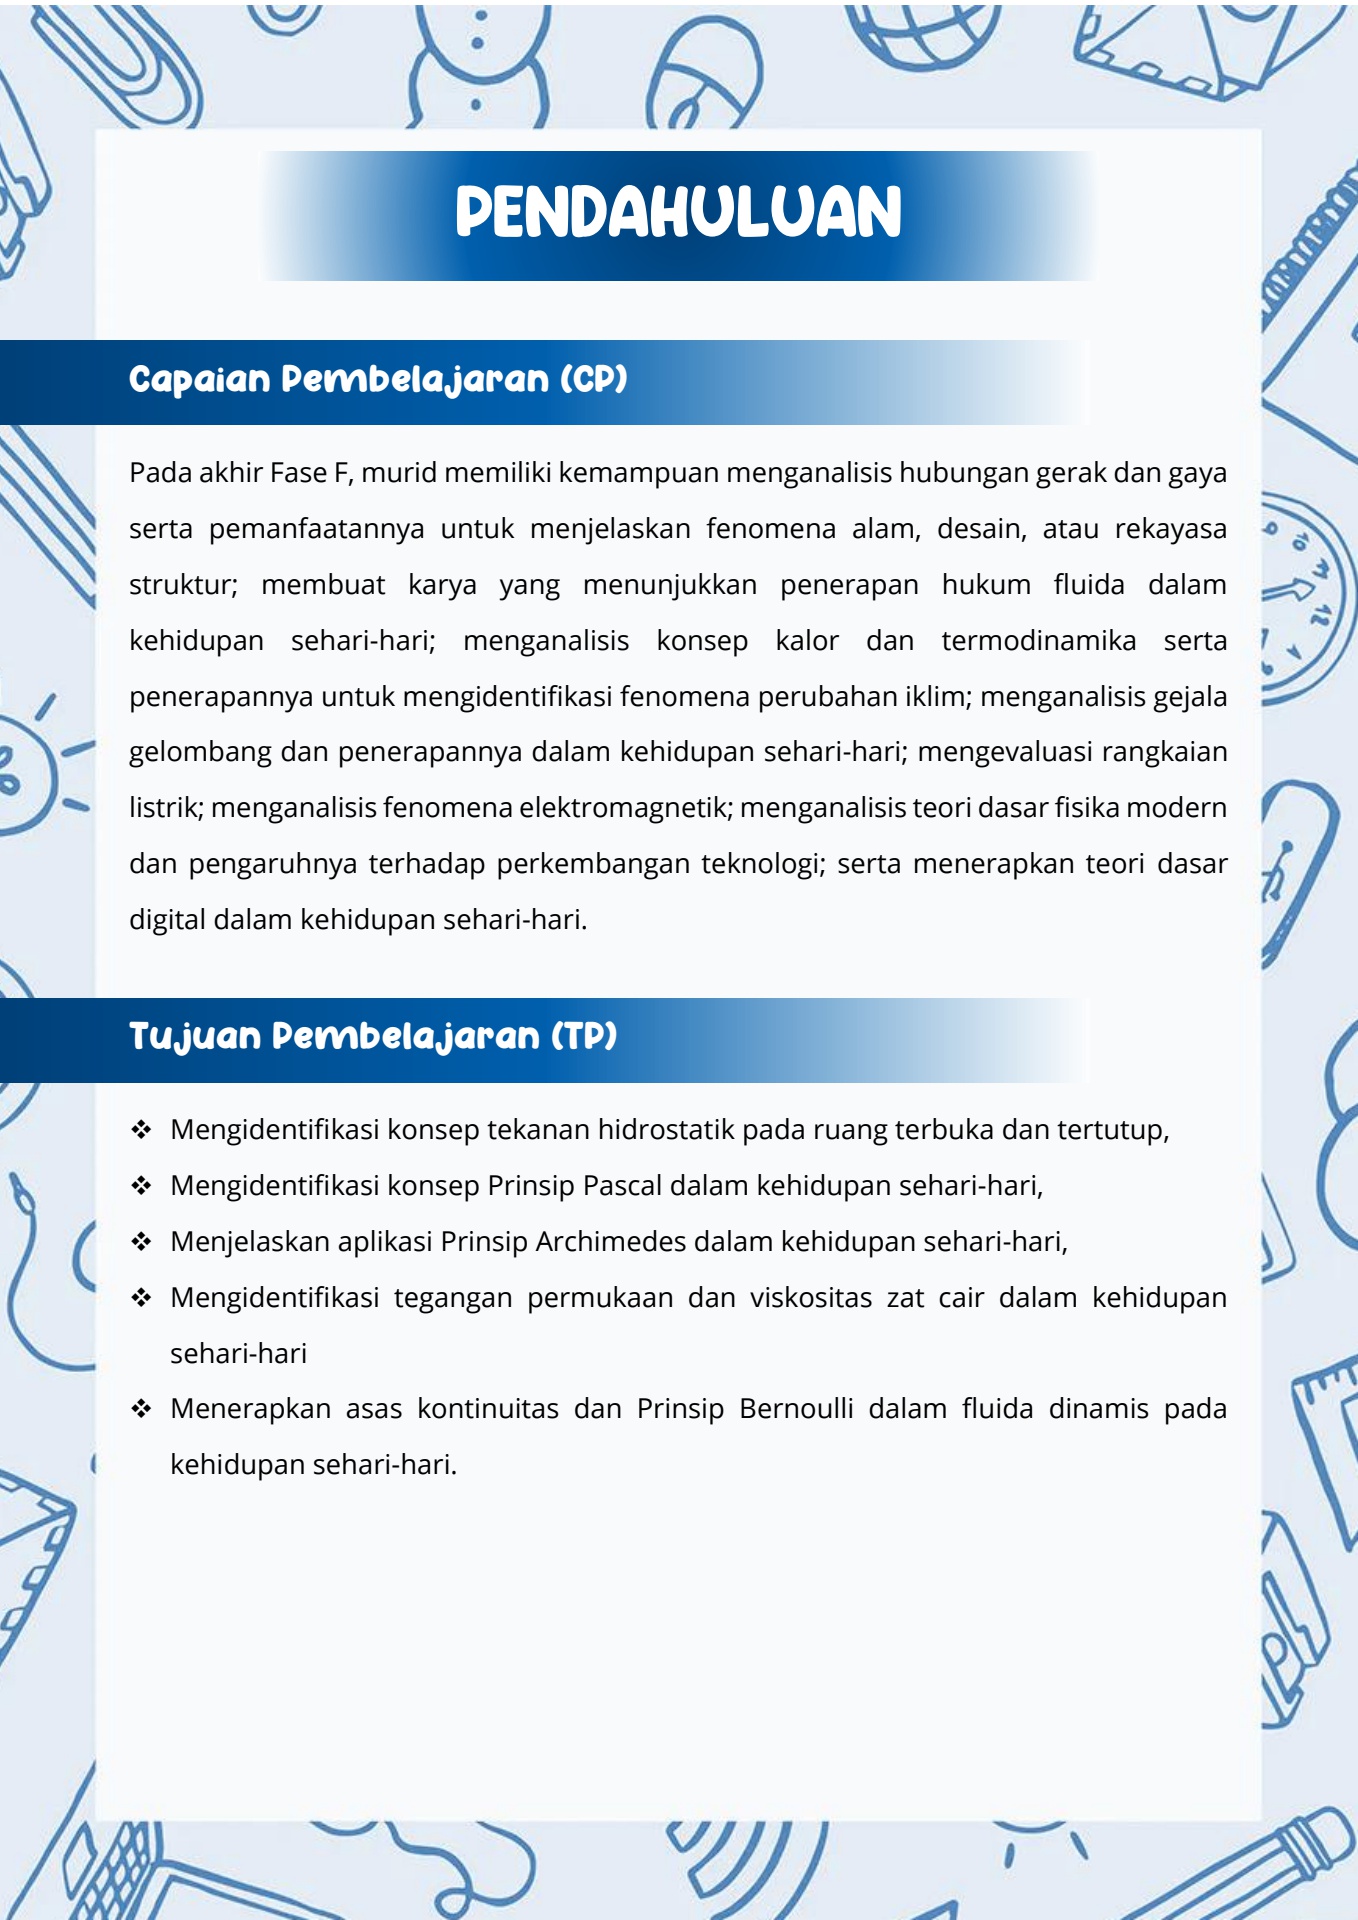 PENDAHULUAN
Capaian Pembelajaran (CP)
Pada akhir Fase F, murid memiliki kemampuan menganalisis hubungan gerak dan gaya
serta pemanfaatannya untuk menjelaskan fenomena alam, desain, atau rekayasa
struktur; membuat karya yang menunjukkan penerapan hukum fluida dalam
kehidupan sehari-hari; menganalisis konsep kalor dan termodinamika serta
penerapannya untuk mengidentifikasi fenomena perubahan iklim; menganalisis gejala
gelombang dan penerapannya dalam kehidupan sehari-hari; mengevaluasi rangkaian
listrik; menganalisis fenomena elektromagnetik; menganalisis teori dasar fisika modern
dan pengaruhnya terhadap perkembangan teknologi; serta menerapkan teori dasar
digital dalam kehidupan sehari-hari.
Tujuan Pembelajaran (TP)
❖ Mengidentifikasi konsep tekanan hidrostatik pada ruang terbuka dan tertutup,
❖ Mengidentifikasi konsep Prinsip Pascal dalam kehidupan sehari-hari,
❖ Menjelaskan aplikasi Prinsip Archimedes dalam kehidupan sehari-hari,
❖ Mengidentifikasi tegangan permukaan dan viskositas zat cair dalam kehidupan
sehari-hari
❖ Menerapkan asas kontinuitas dan Prinsip Bernoulli dalam fluida dinamis pada
kehidupan sehari-hari.